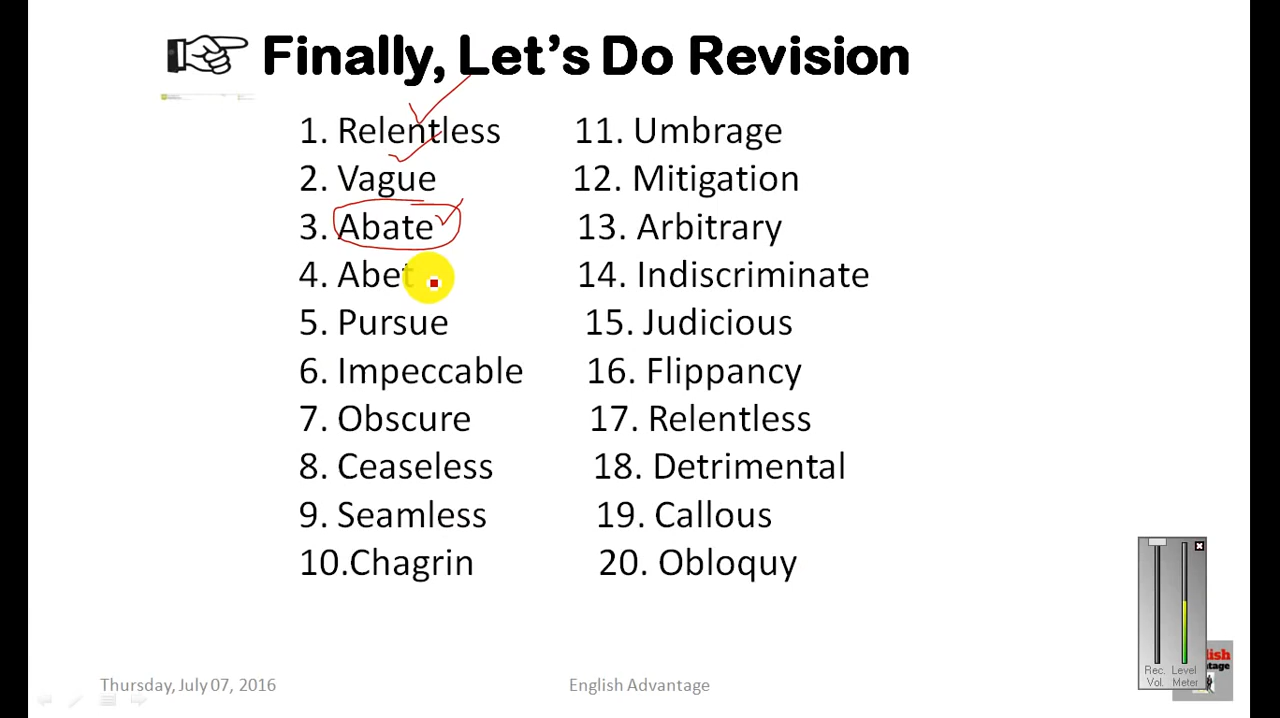 Finally, Let's Do Revision
1. Relentless
2. Vague
3. Abate
4. Abet
5. Pursue
6. Impeccable
7. Obscure
8. Ceaseless
9. Seamless
10.Chagrin
11. Umbrage
12. Mitigation
13. Arbitrary
14. Indiscriminate
15. Judicious
16. Flippancy
17. Relentless
18. Detrimental
19. Callous
20. Obloquy
Rec. Level
Vol. Meter
Thursday, July 07, 2016
English Advantage